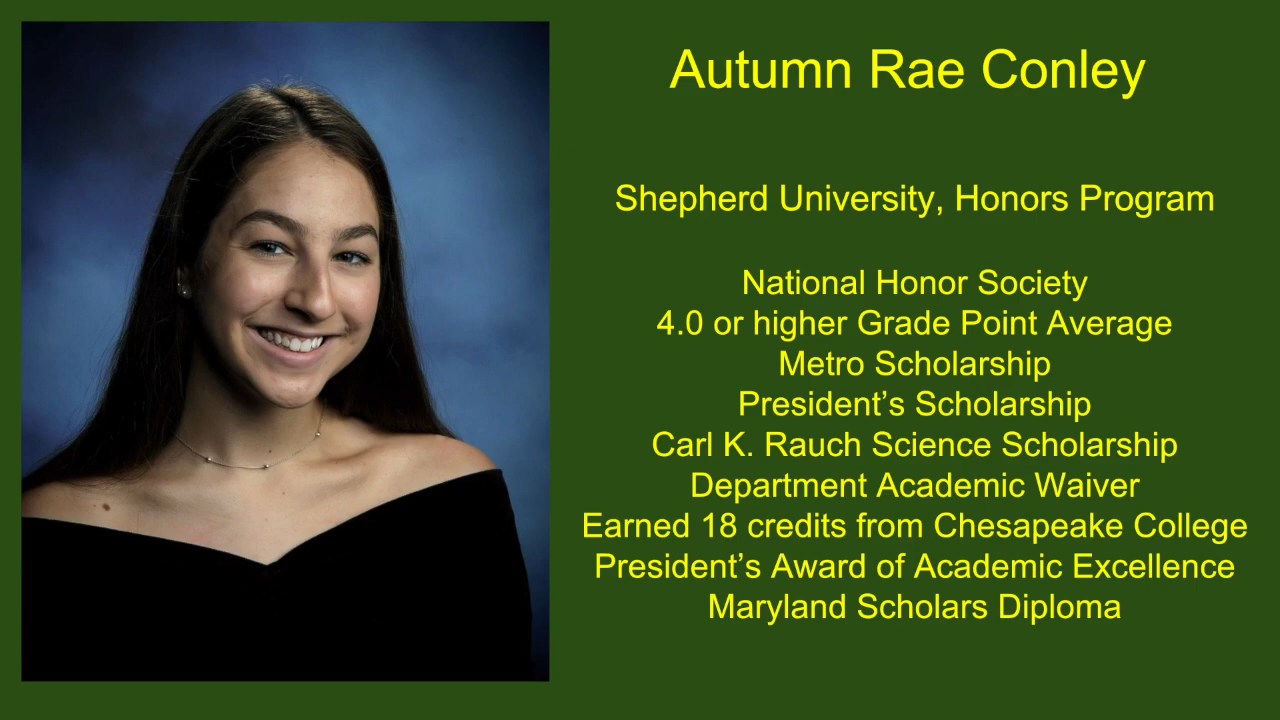 Autumn Rae Conley
Shepherd University, Honors Program
National Honor Society
4.0 or higher Grade Point Average
Metro Scholarship
President’s Scholarship
Carl K. Rauch Science Scholarship
Department Academic Waiver
Earned 18 credits from Chesapeake College
President’s Award of Academic Excellence
Maryland Scholars Diploma